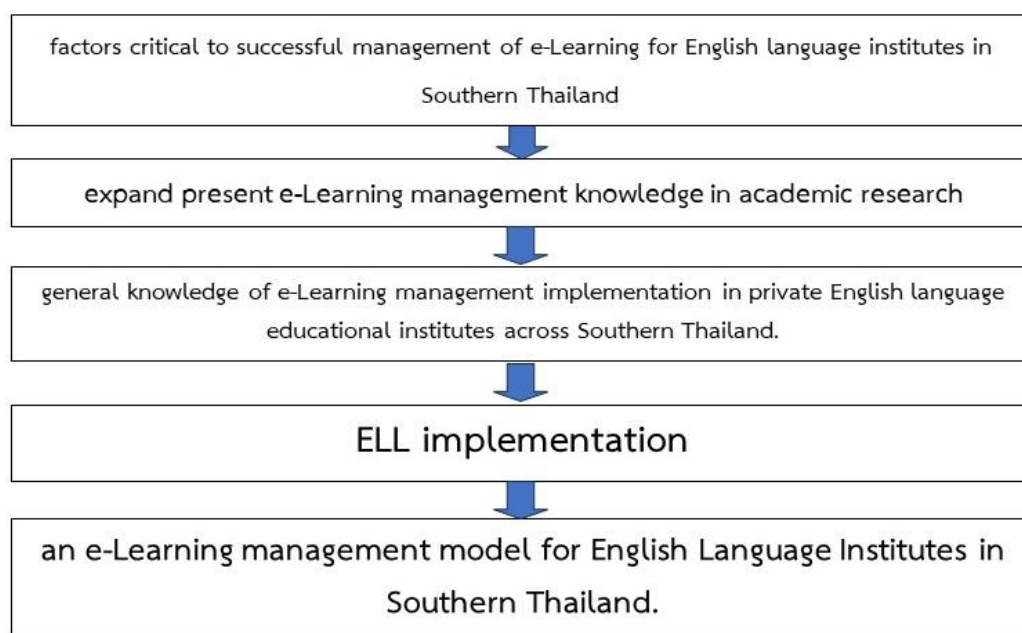 factors critical to successful management of e-Learning for English language institutes in
Southern Thailand
expand present e-Learning management knowledge in academic research
general knowledge of e-Learning management implementation in private English language
educational institutes across Southern Thailand.
ELL implementation
an e-Learning management model for English Language Institutes in
Southern Thailand.